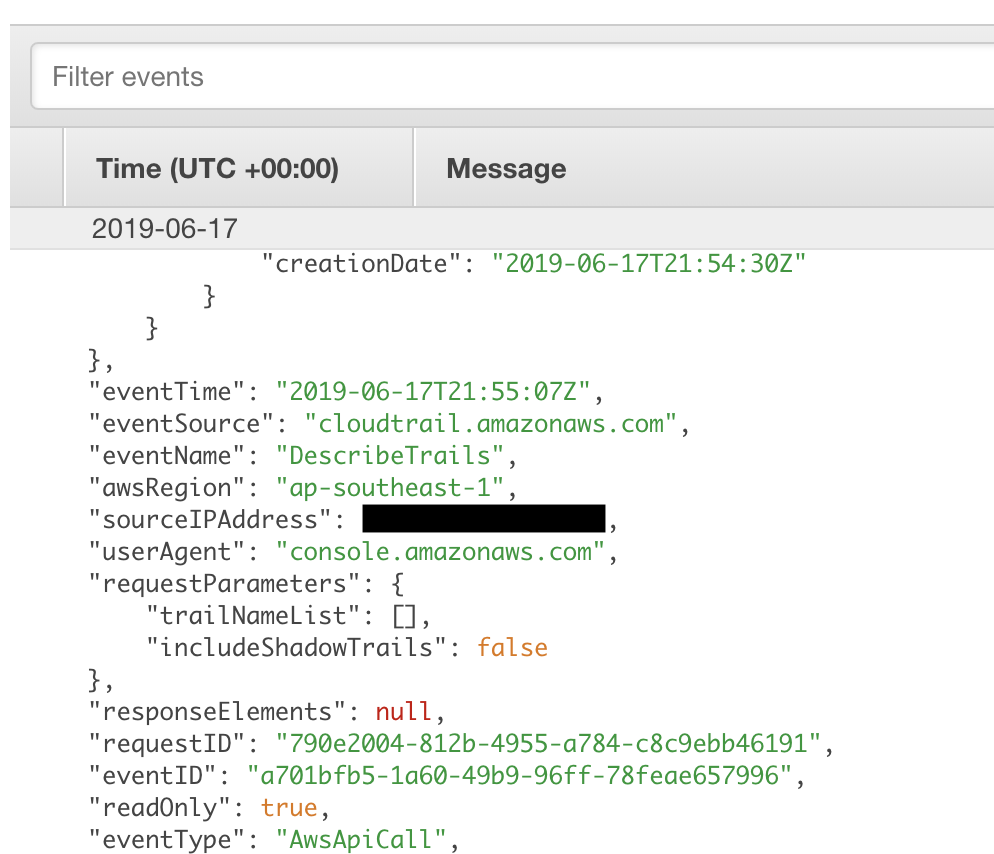 Filter events
Time (UTC +00:00) Message
2019-06-17
"creationDate": "2019-06-17T21:54:30Z"
}
}
},
"eventTime": "2019-06-17T21:55:07Z",
"eventSource": "cloudtrail.amazonaws.com",
"eventName": "DescribeTrails",
"awsRegion": "ap-southeast-1",
"sourceIPAddress": ,
"userAgent": "console.amazonaws.com",
"requestParameters": {
"trailNameList": [],
"includeShadowTrails": false
},
"responseElements": null,
"requestID": "790e2004-812b-4955-a784-c8c9ebb46191",
"eventID": "a701bfb5-1a60-49b9-96ff-78feae657996",
"readOnly": true,
"eventType": "AwsApiCall",